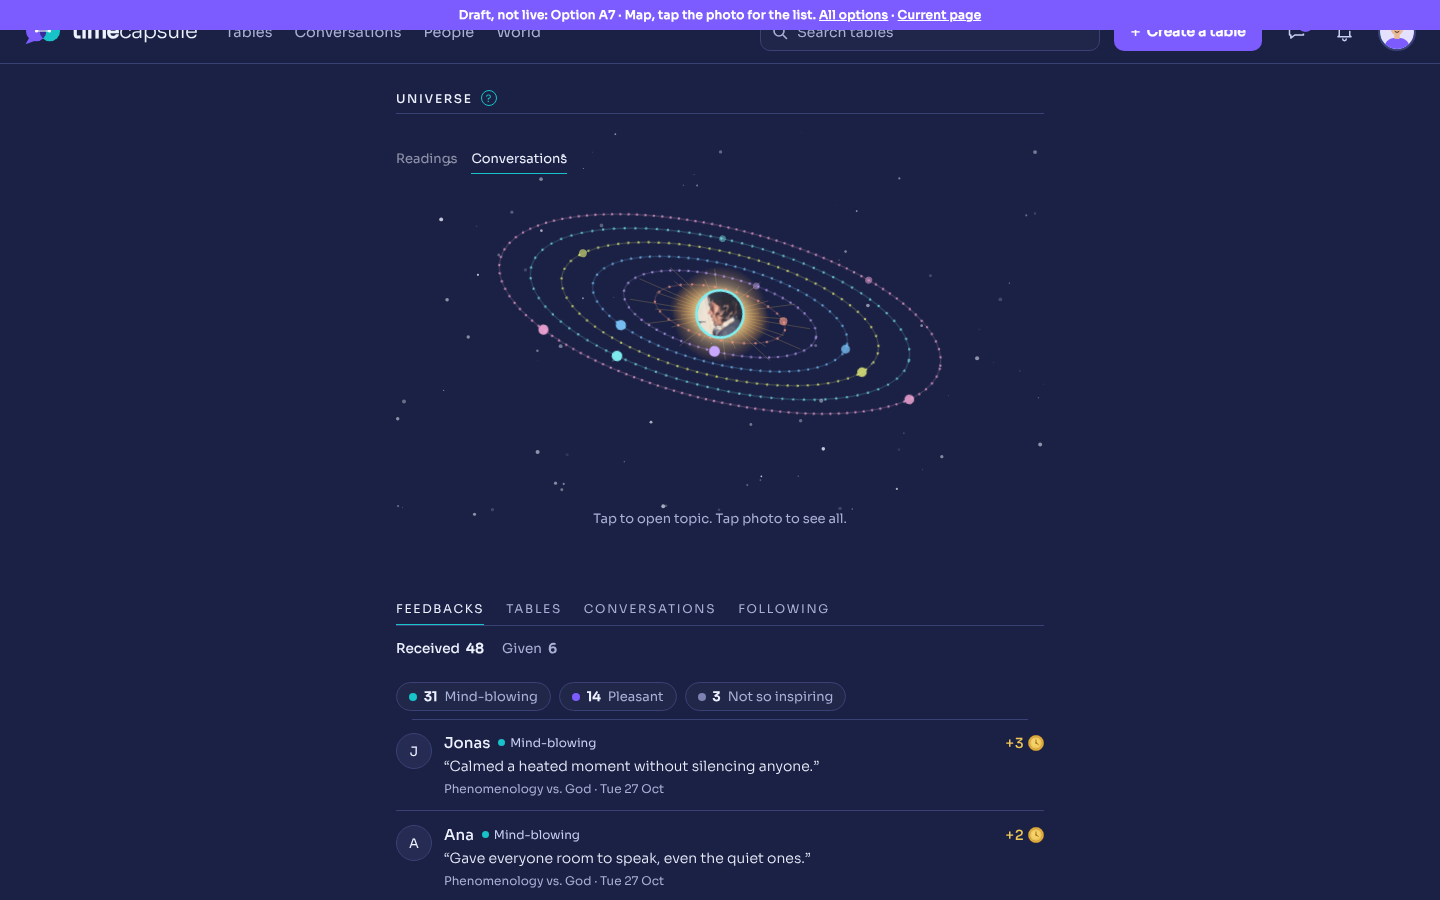 Draft, not live: Option A7 · Map, tap the photo for the list. All options · Current page
timecapsule Tables Conversations People World Search tables + Create a table
UNIVERSE ?
Readings Conversations
Tap to open topic. Tap photo to see all.
FEEDBACKS TABLES CONVERSATIONS FOLLOWING
Received 48 Given 6
31 Mind-blowing 14 Pleasant 3 Not so inspiring
J Jonas Mind-blowing +3
“Calmed a heated moment without silencing anyone.”
Phenomenology vs. God · Tue 27 Oct
A Ana Mind-blowing +2
“Gave everyone room to speak, even the quiet ones.”
Phenomenology vs. God · Tue 27 Oct